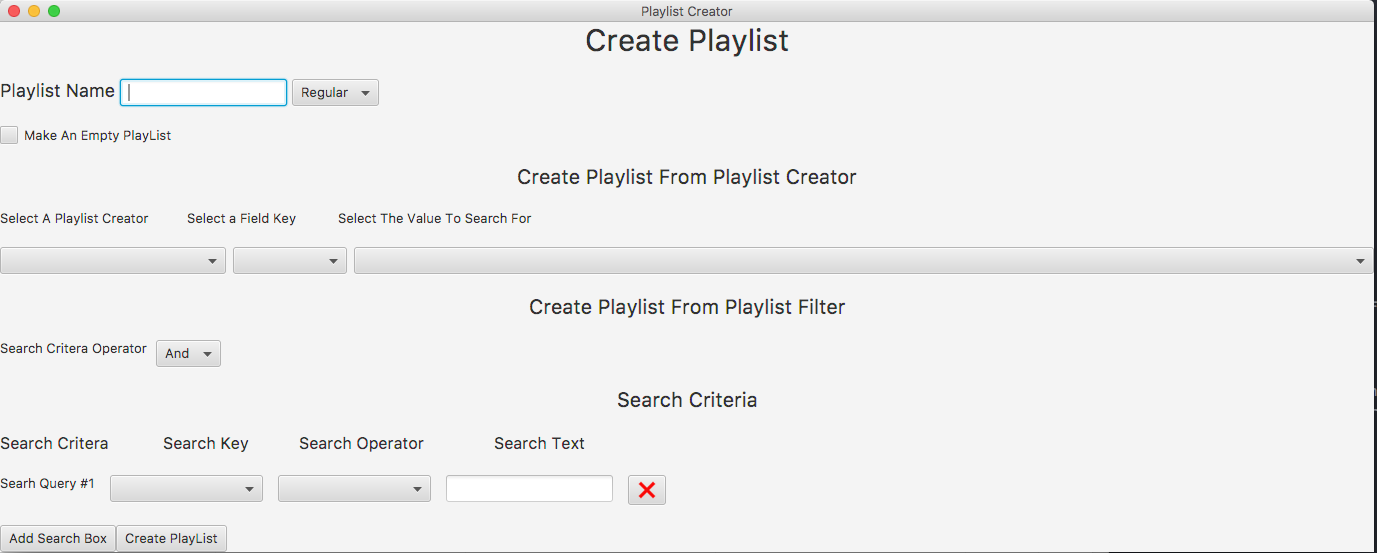 Playlist Creator
Create Playlist
Playlist Name Regular
Make An Empty PlayList
Create Playlist From Playlist Creator
Select A Playlist Creator Select a Field Key Select The Value To Search For
Create Playlist From Playlist Filter
Search Critera Operator And
Search Criteria
Search Critera Search Key Search Operator Search Text
Searh Query #1
Add Search Box Create PlayList